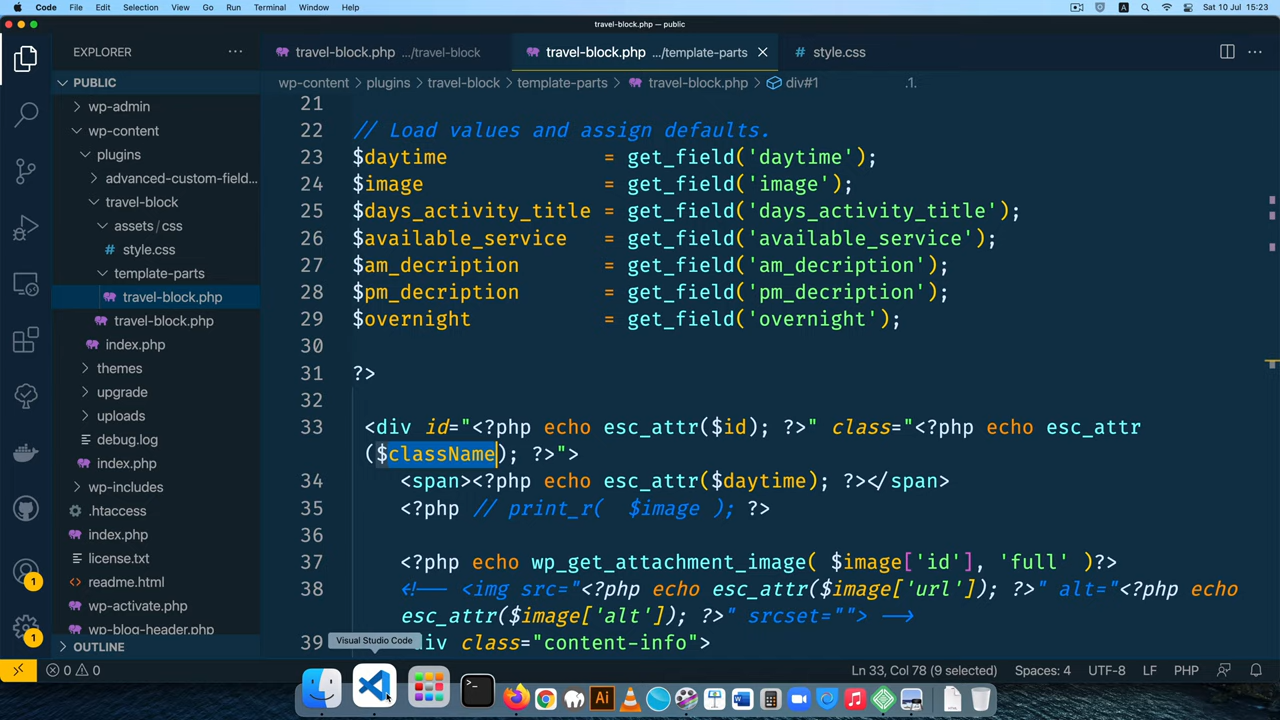 Code File Edit Selection View Go Run Terminal Window Help A Sat 10 Jul 15:23
travel-block.php — public
EXPLORER ...
travel-block.php .../travel-block
travel-block.php .../template-parts
style.css
PUBLIC
wp-content > plugins > travel-block > template-parts > travel-block.php > div#1 .1.
wp-admin
wp-content
plugins
advanced-custom-field...
travel-block
assets/css
style.css
template-parts
travel-block.php
travel-block.php
index.php
themes
upgrade
uploads
debug.log
index.php
wp-includes
.htaccess
index.php
license.txt
readme.html
wp-activate.php
wp-blog-header.php
OUTLINE
1
1
21
22 // Load values and assign defaults.
23 $daytime = get_field('daytime');
24 $image = get_field('image');
25 $days_activity_title = get_field('days_activity_title');
26 $available_service = get_field('available_service');
27 $am_decription = get_field('am_decription');
28 $pm_decription = get_field('pm_decription');
29 $overnight = get_field('overnight');
30
31 ?>
32
33 <div id="<?php echo esc_attr($id); ?>" class="<?php echo esc_attr
($className); ?>">
34 <span><?php echo esc_attr($daytime); ?></span>
35 <?php // print_r( $image ); ?>
36
37 <?php echo wp_get_attachment_image( $image['id'], 'full' )?>
38 <!-- <img src="<?php echo esc_attr($image['url']); ?>" alt="<?php echo
esc_attr($image['alt']); ?>" srcset=""> -->
39 div class="content-info">
Visual Studio Code
0 0 Ln 33, Col 78 (9 selected) Spaces: 4 UTF-8 LF PHP
>_
Ai
W